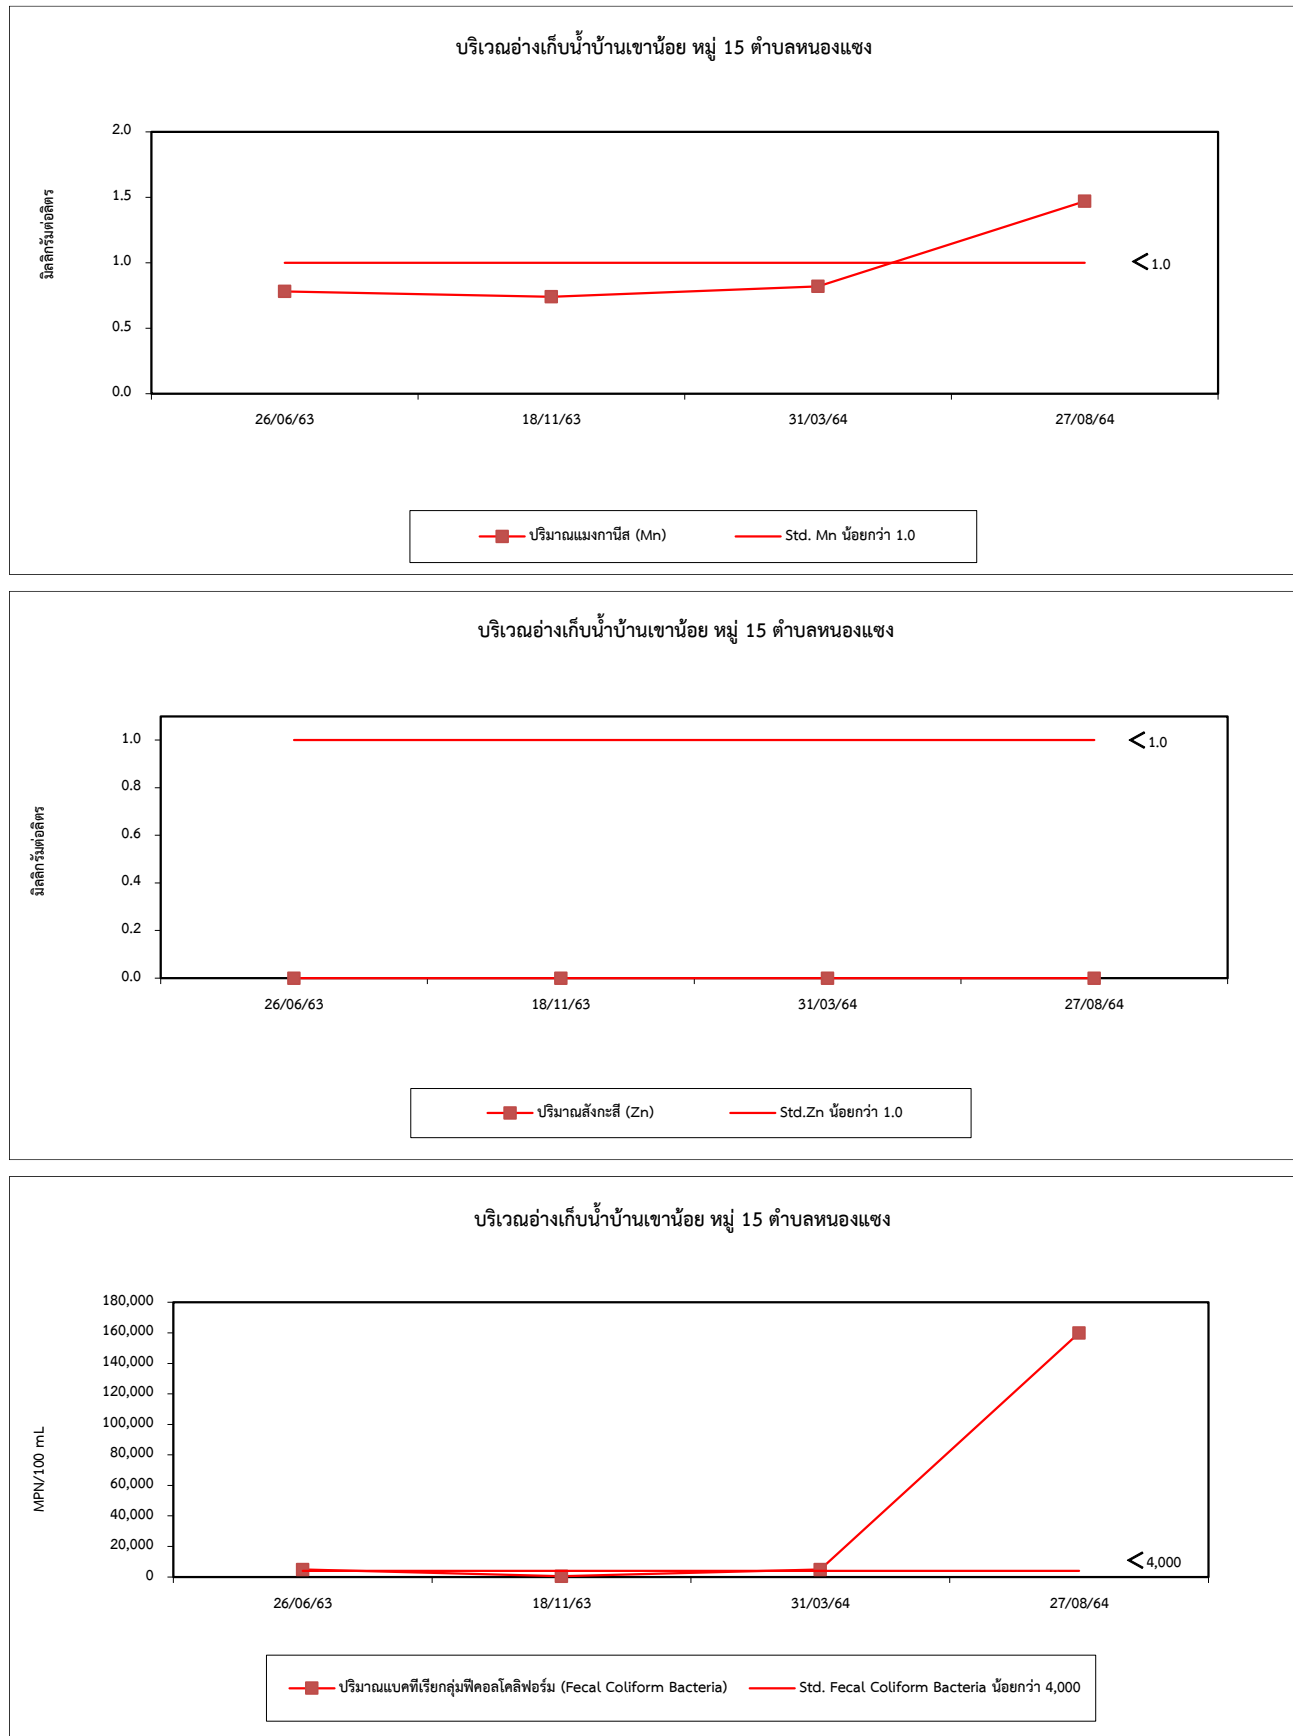 บริเวณอ่างเก็บน้ำบ้านเขาน้อย หมู่ 15 ตำบลหนองแซง
มิลลิกรัมต่อลิตร
2.0
1.5
1.0
0.5
0.0
<1.0
26/06/63 18/11/63 31/03/64 27/08/64
ปริมาณแมงกานีส (Mn) Std. Mn น้อยกว่า 1.0
บริเวณอ่างเก็บน้ำบ้านเขาน้อย หมู่ 15 ตำบลหนองแซง
มิลลิกรัมต่อลิตร
1.0
0.8
0.6
0.4
0.2
0.0
<1.0
26/06/63 18/11/63 31/03/64 27/08/64
ปริมาณสังกะสี (Zn) Std.Zn น้อยกว่า 1.0
บริเวณอ่างเก็บน้ำบ้านเขาน้อย หมู่ 15 ตำบลหนองแซง
MPN/100 mL
180,000
160,000
140,000
120,000
100,000
80,000
60,000
40,000
20,000
0
<4,000
26/06/63 18/11/63 31/03/64 27/08/64
ปริมาณแบคทีเรียกลุ่มฟีคอลโคลิฟอร์ม (Fecal Coliform Bacteria) Std. Fecal Coliform Bacteria น้อยกว่า 4,000